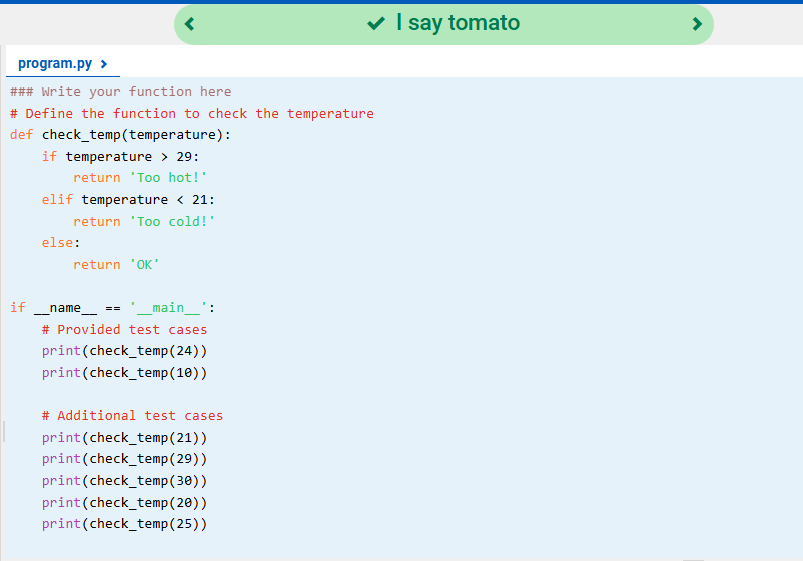 I say tomato
program.py
### Write your function here
# Define the function to check the temperature
def check_temp(temperature):
    if temperature > 29:
        return 'Too hot!'
    elif temperature < 21:
        return 'Too cold!'
    else:
        return 'OK'

if __name__ == '__main__':
    # Provided test cases
    print(check_temp(24))
    print(check_temp(10))

    # Additional test cases
    print(check_temp(21))
    print(check_temp(29))
    print(check_temp(30))
    print(check_temp(20))
    print(check_temp(25))